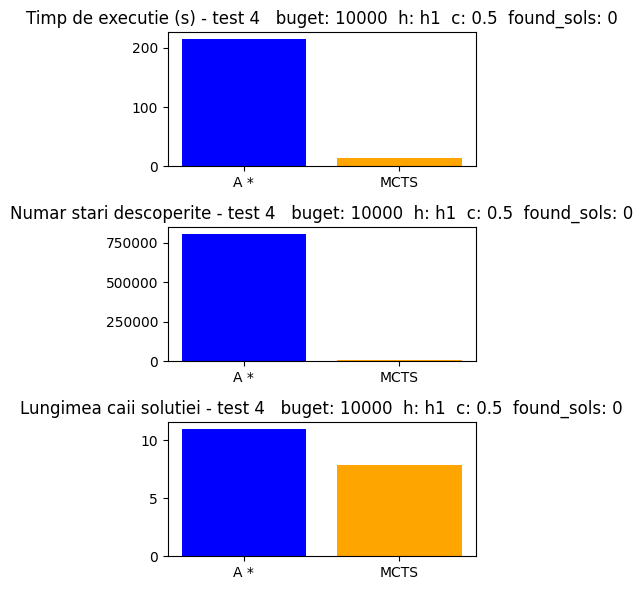 Timp de executie (s) - test 4   buget: 10000  h: h1  c: 0.5  found_sols: 0
200
100
0
A *
MCTS
Numar stari descoperite - test 4   buget: 10000  h: h1  c: 0.5  found_sols: 0
750000
500000
250000
0
A *
MCTS
Lungimea caii solutiei - test 4   buget: 10000  h: h1  c: 0.5  found_sols: 0
10
5
0
A *
MCTS